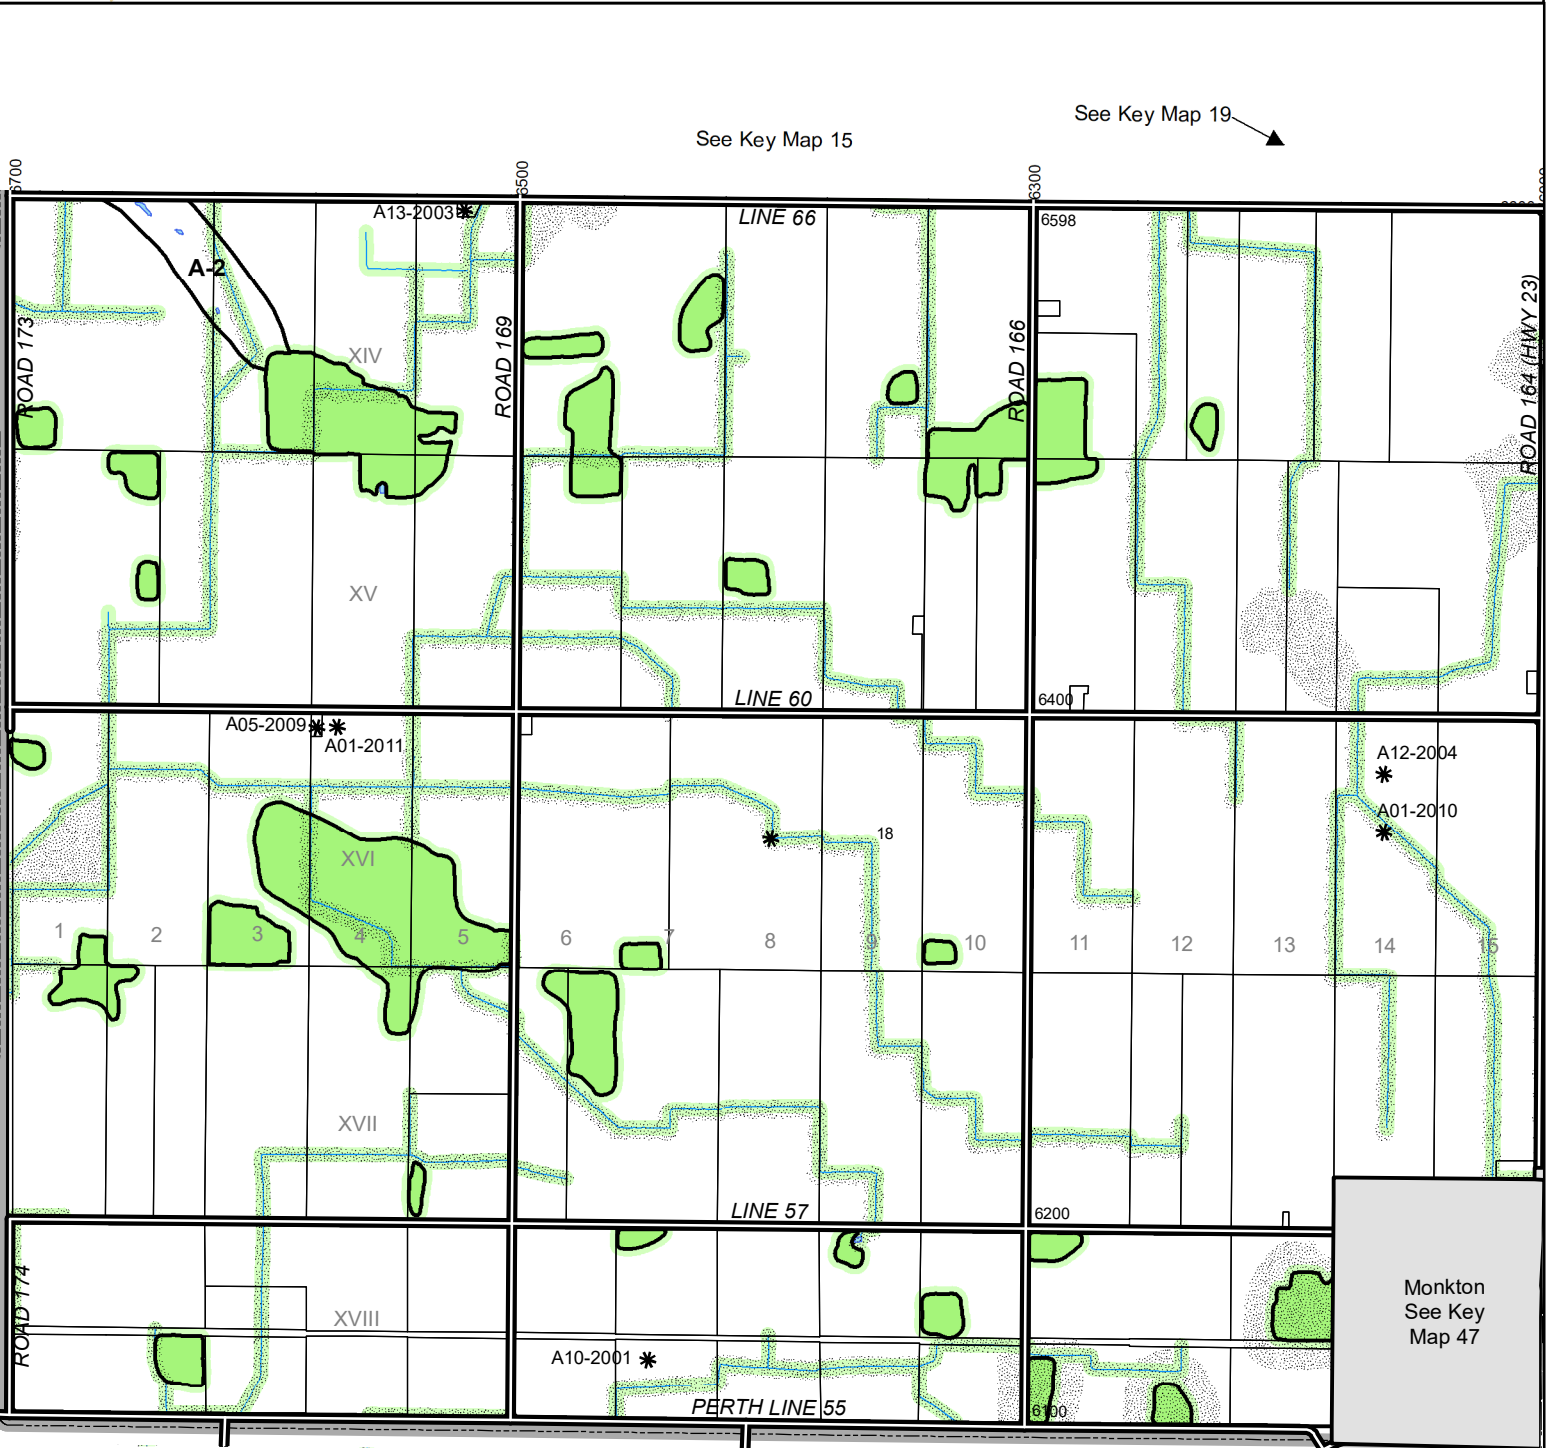 See Key Map 19
See Key Map 15
6700
6500
6300
A13-2003
LINE 66
6598
A-2
ROAD 173
XIV
ROAD 169
ROAD 166
ROAD 164 (HWY 23)
XV
LINE 60
6400
A05-2009
A01-2011
A12-2004
A01-2010
18
XVI
1
2
3
4
5
6
7
8
9
10
11
12
13
14
15
XVII
LINE 57
6200
ROAD 174
XVIII
Monkton
See Key
Map 47
A10-2001
PERTH LINE 55
6100